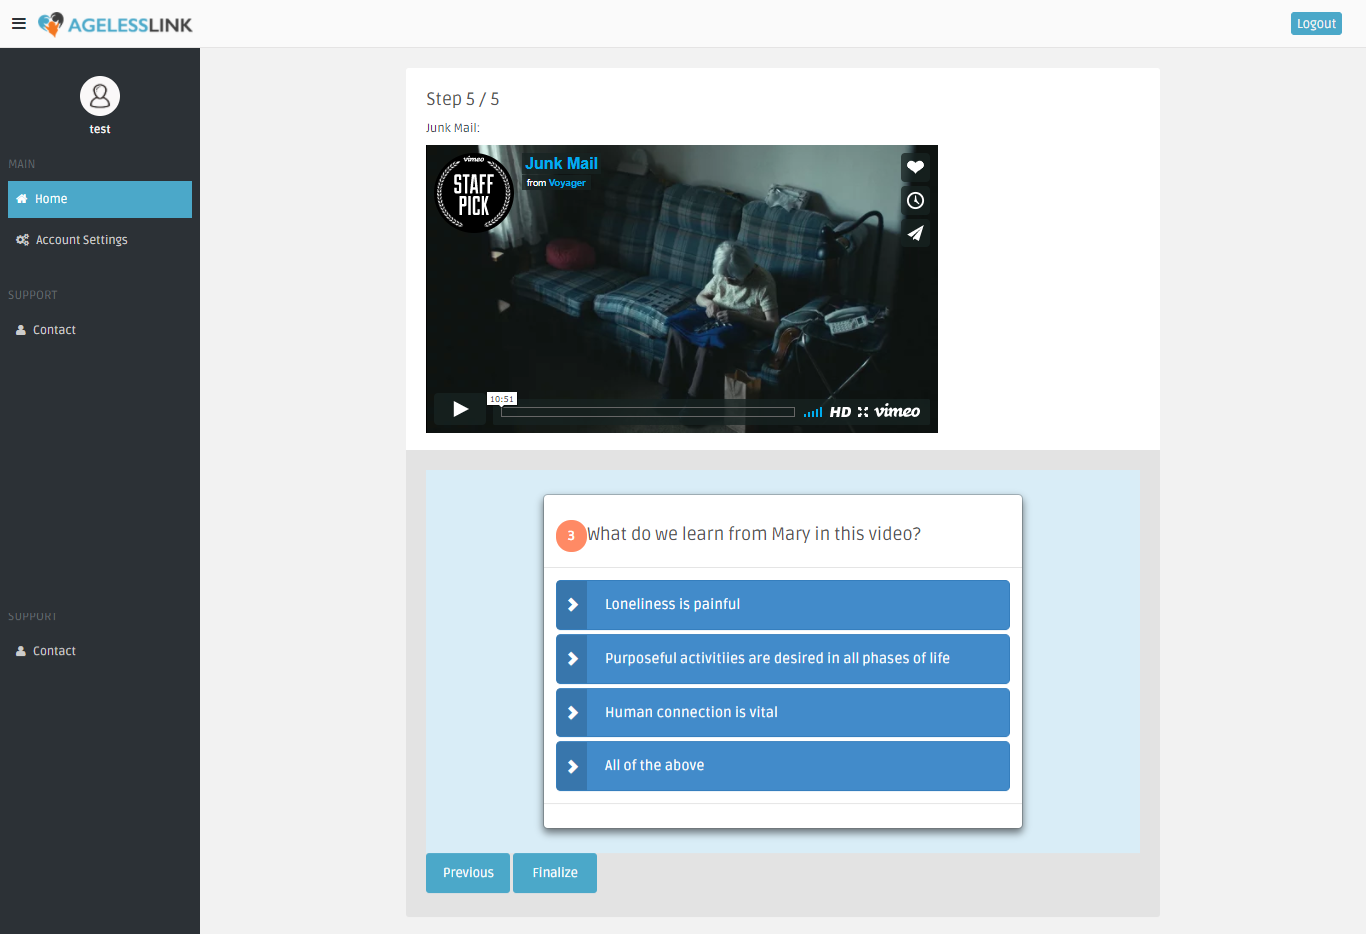 AGELESSLINK
Logout
test
MAIN
Home
Account Settings
SUPPORT
Contact
SUPPORT
Contact
Step 5 / 5
Junk Mail:
vimeo
STAFF
PICK
Junk Mail
from Voyager
10:51
HD vimeo
3 What do we learn from Mary in this video?
Loneliness is painful
Purposeful activitiies are desired in all phases of life
Human connection is vital
All of the above
Previous Finalize